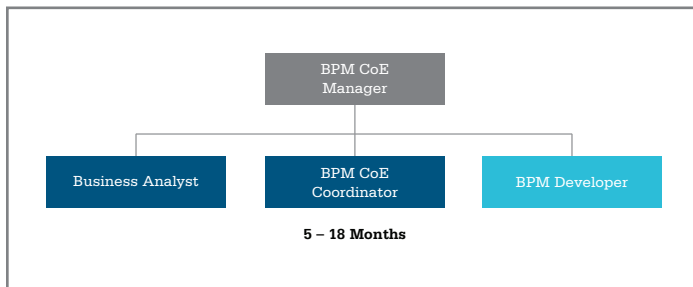 BPM CoE
Manager
Business Analyst
BPM CoE
Coordinator
BPM Developer
5 – 18 Months